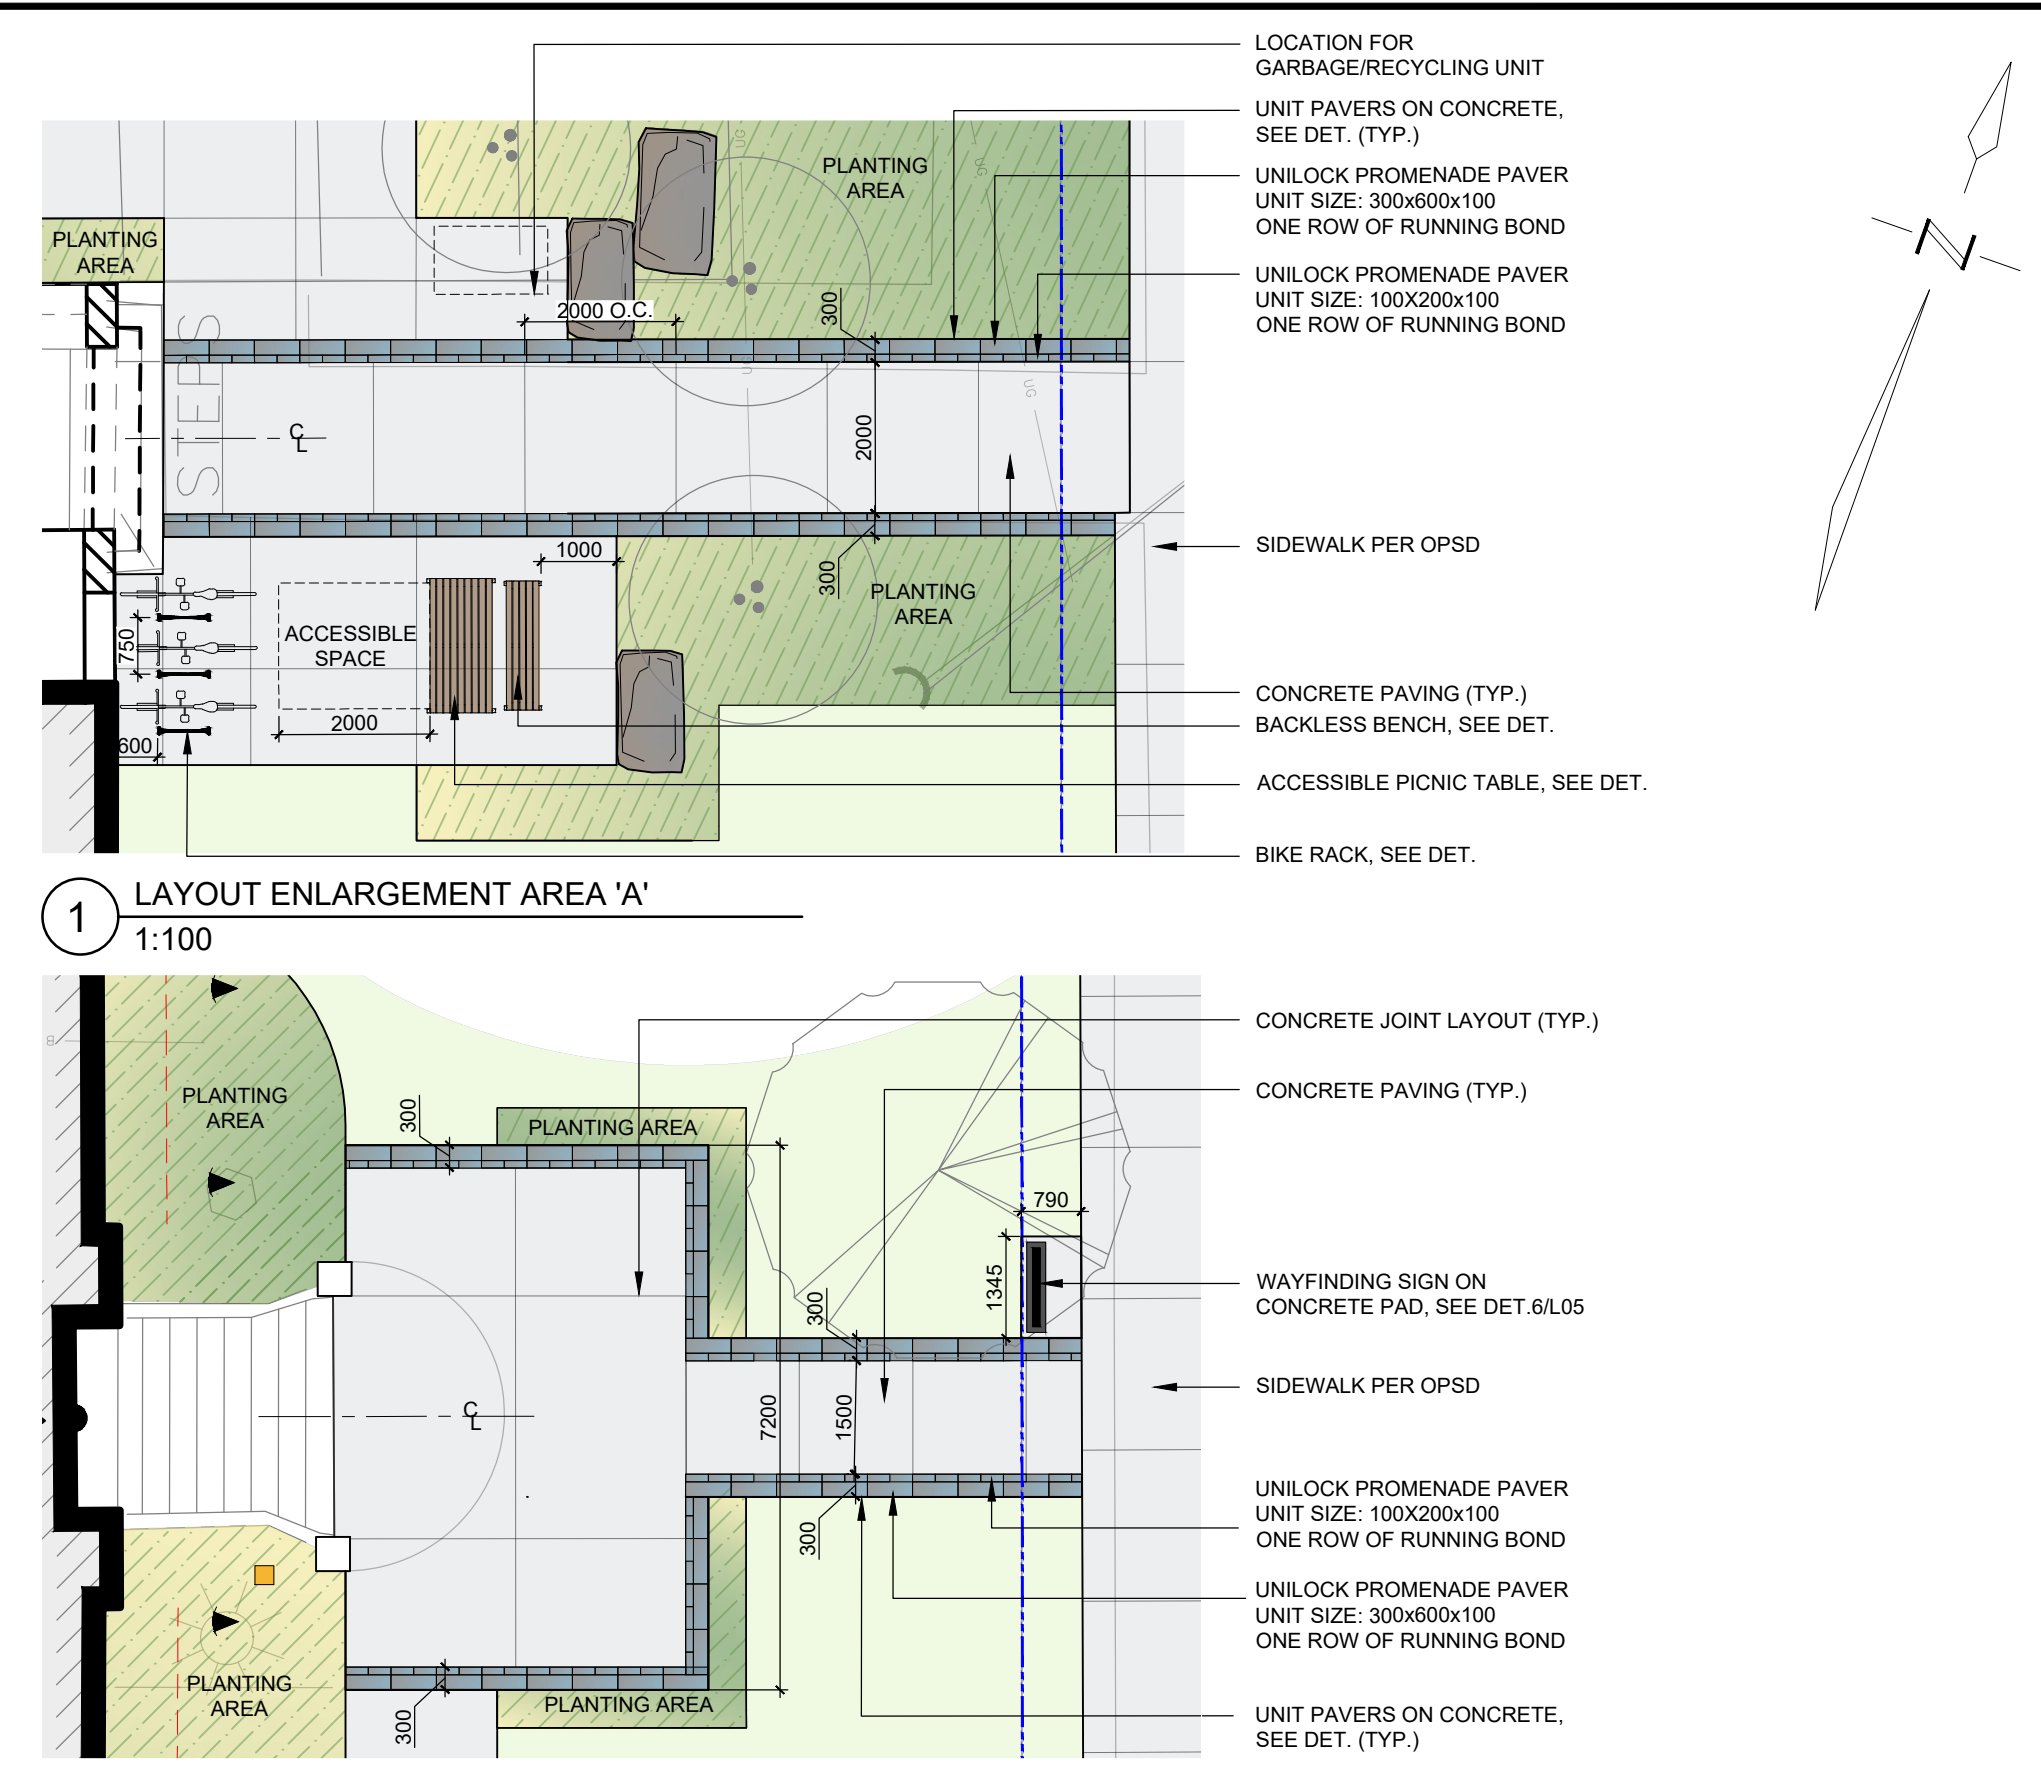 LOCATION FOR
GARBAGE/RECYCLING UNIT
UNIT PAVERS ON CONCRETE,
SEE DET. (TYP.)
UNILOCK PROMENADE PAVER
UNIT SIZE: 300x600x100
ONE ROW OF RUNNING BOND
UNILOCK PROMENADE PAVER
UNIT SIZE: 100X200x100
ONE ROW OF RUNNING BOND
N
UG
UG
UG
UG
PLANTING
AREA
PLANTING
AREA
2000 O.C.
300
STEPS
CL
2000
SIDEWALK PER OPSD
1000
300
PLANTING
AREA
ACCESSIBLE
SPACE
750
2000
600
CONCRETE PAVING (TYP.)
BACKLESS BENCH, SEE DET.
ACCESSIBLE PICNIC TABLE, SEE DET.
BIKE RACK, SEE DET.
1
LAYOUT ENLARGEMENT AREA 'A'
1:100
CONCRETE JOINT LAYOUT (TYP.)
CONCRETE PAVING (TYP.)
B
PLANTING
AREA
300
PLANTING AREA
790
1345
300
WAYFINDING SIGN ON
CONCRETE PAD, SEE DET.6/L05
SIDEWALK PER OPSD
CL
7200
1500
300
UNILOCK PROMENADE PAVER
UNIT SIZE: 100X200x100
ONE ROW OF RUNNING BOND
UNILOCK PROMENADE PAVER
UNIT SIZE: 300x600x100
ONE ROW OF RUNNING BOND
PLANTING
AREA
300
PLANTING AREA
UNIT PAVERS ON CONCRETE,
SEE DET. (TYP.)